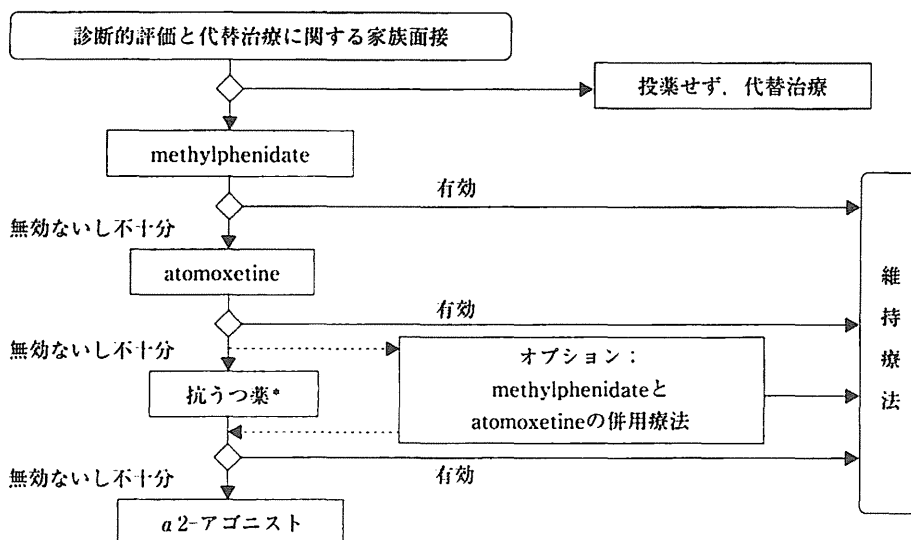 診断的評価と代替治療に関する家族面接
投薬せず，代替治療
methylphenidate
有効
無効ないし不十分
atomoxetine
有効
無効ないし不十分
オプション：
methylphenidateと
atomoxetineの併用療法
抗うつ薬*
有効
無効ないし不十分
α2-アゴニスト
維持療法